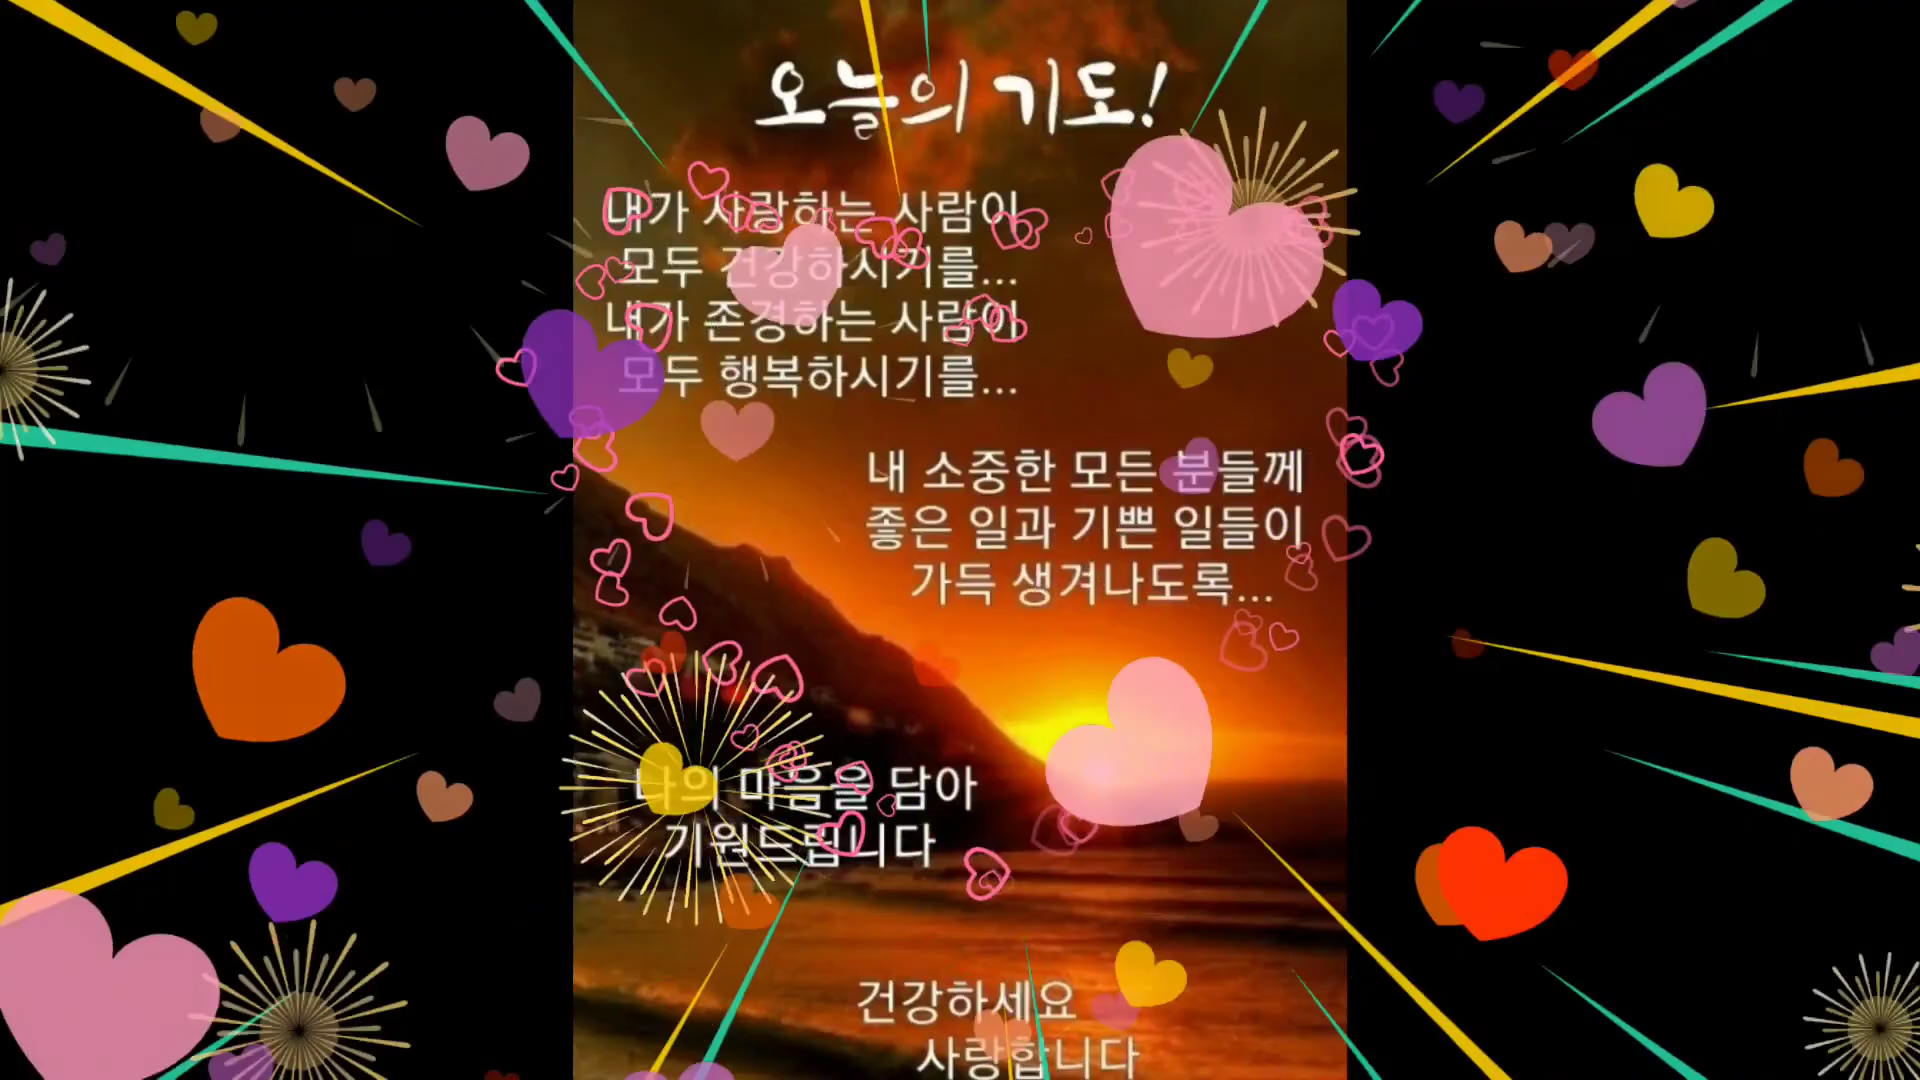 오늘의 기도!
내가 사랑하는 사람이
모두 건강하시기를...
내가 존경하는 사람이
모두 행복하시기를...
내 소중한 모든 분들께
좋은 일과 기쁜 일들이
가득 생겨나도록...
나의 마음을 담아
기원드립니다
건강하세요
사랑합니다